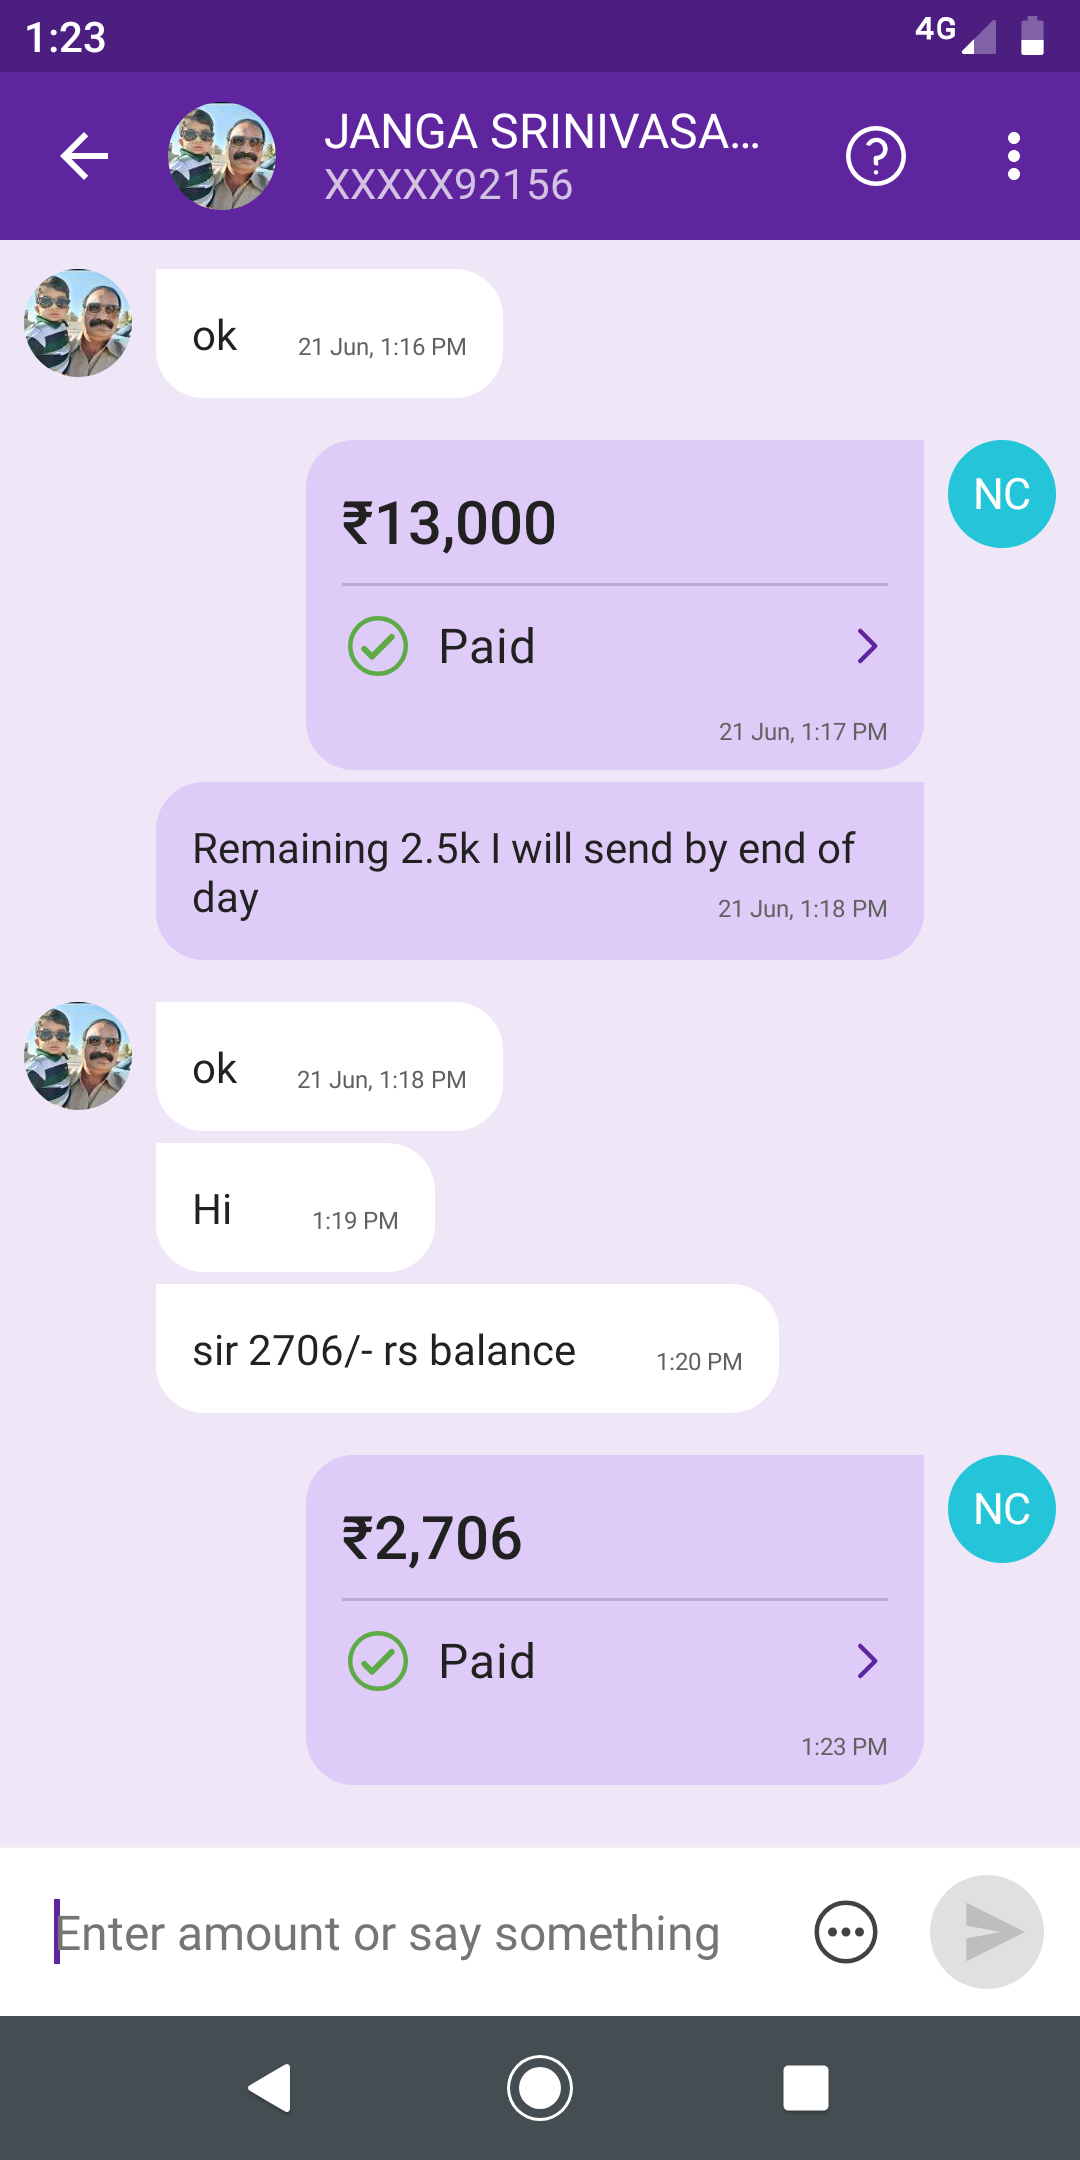 1:23
4G
JANGA SRINIVASA...
XXXXX92156
ok
21 Jun, 1:16 PM
NC
₹13,000
Paid
21 Jun, 1:17 PM
Remaining 2.5k I will send by end of
day
21 Jun, 1:18 PM
ok
21 Jun, 1:18 PM
Hi
1:19 PM
sir 2706/- rs balance
1:20 PM
NC
₹2,706
Paid
1:23 PM
Enter amount or say something